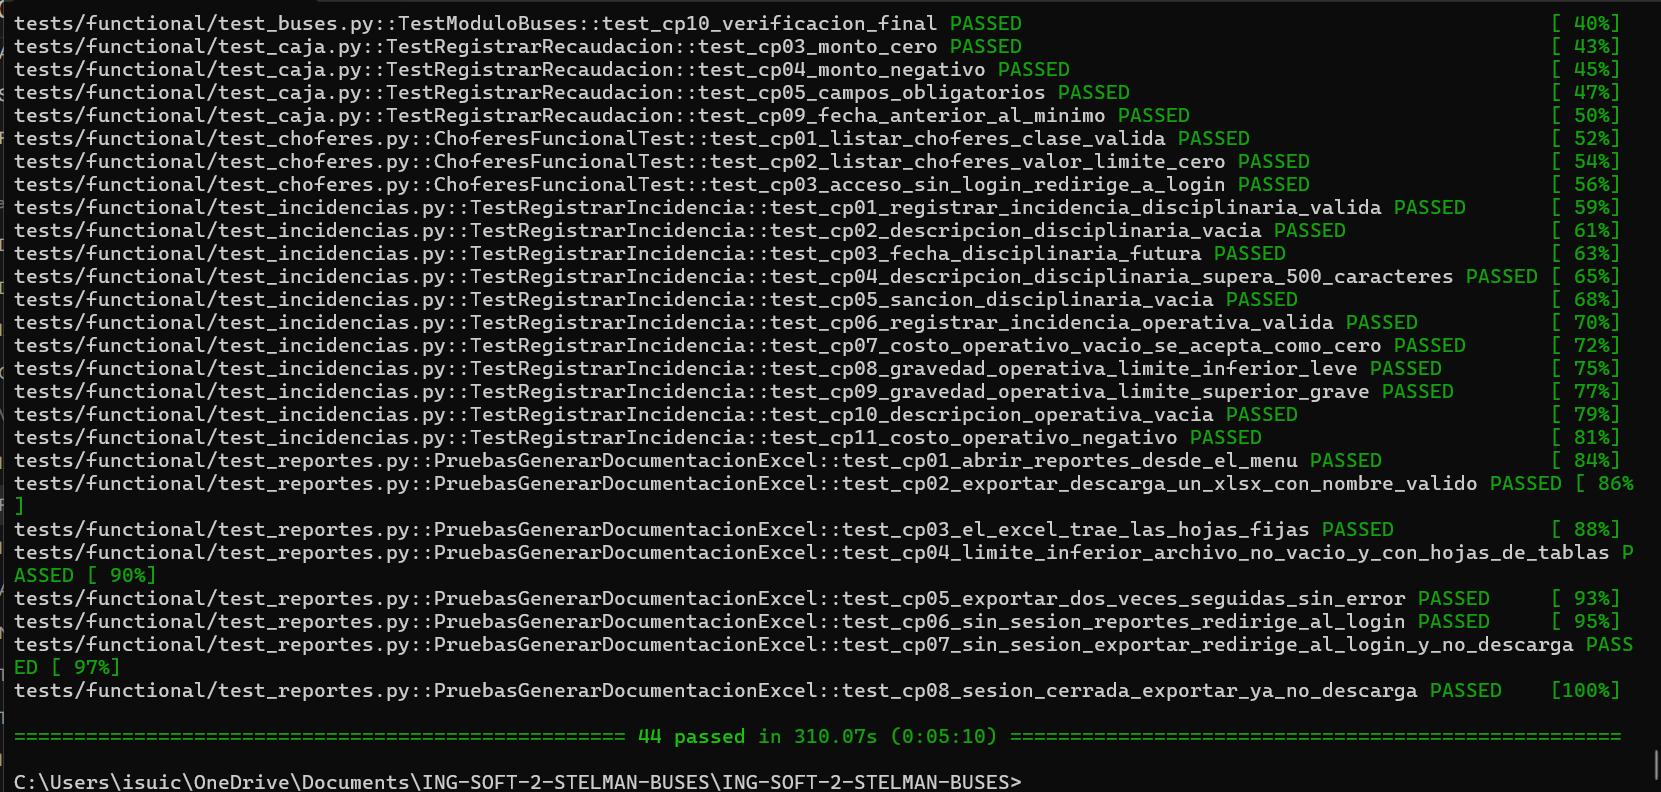 tests/functional/test_buses.py::TestModuloBuses::test_cp10_verificacion_final PASSED [ 40%]
tests/functional/test_caja.py::TestRegistrarRecaudacion::test_cp03_monto_cero PASSED [ 43%]
tests/functional/test_caja.py::TestRegistrarRecaudacion::test_cp04_monto_negativo PASSED [ 45%]
tests/functional/test_caja.py::TestRegistrarRecaudacion::test_cp05_campos_obligatorios PASSED [ 47%]
tests/functional/test_caja.py::TestRegistrarRecaudacion::test_cp09_fecha_anterior_al_minimo PASSED [ 50%]
tests/functional/test_choferes.py::ChoferesFuncionalTest::test_cp01_listar_choferes_clase_valida PASSED [ 52%]
tests/functional/test_choferes.py::ChoferesFuncionalTest::test_cp02_listar_choferes_valor_limite_cero PASSED [ 54%]
tests/functional/test_choferes.py::ChoferesFuncionalTest::test_cp03_acceso_sin_login_redirige_a_login PASSED [ 56%]
tests/functional/test_incidencias.py::TestRegistrarIncidencia::test_cp01_registrar_incidencia_disciplinaria_valida PASSED [ 59%]
tests/functional/test_incidencias.py::TestRegistrarIncidencia::test_cp02_descripcion_disciplinaria_vacia PASSED [ 61%]
tests/functional/test_incidencias.py::TestRegistrarIncidencia::test_cp03_fecha_disciplinaria_futura PASSED [ 63%]
tests/functional/test_incidencias.py::TestRegistrarIncidencia::test_cp04_descripcion_disciplinaria_supera_500_caracteres PASSED [ 65%]
tests/functional/test_incidencias.py::TestRegistrarIncidencia::test_cp05_sancion_disciplinaria_vacia PASSED [ 68%]
tests/functional/test_incidencias.py::TestRegistrarIncidencia::test_cp06_registrar_incidencia_operativa_valida PASSED [ 70%]
tests/functional/test_incidencias.py::TestRegistrarIncidencia::test_cp07_costo_operativo_vacio_se_acepta_como_cero PASSED [ 72%]
tests/functional/test_incidencias.py::TestRegistrarIncidencia::test_cp08_gravedad_operativa_limite_inferior_leve PASSED [ 75%]
tests/functional/test_incidencias.py::TestRegistrarIncidencia::test_cp09_gravedad_operativa_limite_superior_grave PASSED [ 77%]
tests/functional/test_incidencias.py::TestRegistrarIncidencia::test_cp10_descripcion_operativa_vacia PASSED [ 79%]
tests/functional/test_incidencias.py::TestRegistrarIncidencia::test_cp11_costo_operativo_negativo PASSED [ 81%]
tests/functional/test_reportes.py::PruebasGenerarDocumentacionExcel::test_cp01_abrir_reportes_desde_el_menu PASSED [ 84%]
tests/functional/test_reportes.py::PruebasGenerarDocumentacionExcel::test_cp02_exportar_descarga_un_xlsx_con_nombre_valido PASSED [ 86%
]
tests/functional/test_reportes.py::PruebasGenerarDocumentacionExcel::test_cp03_el_excel_trae_las_hojas_fijas PASSED [ 88%]
tests/functional/test_reportes.py::PruebasGenerarDocumentacionExcel::test_cp04_limite_inferior_archivo_no_vacio_y_con_hojas_de_tablas P
ASSED [ 90%]
tests/functional/test_reportes.py::PruebasGenerarDocumentacionExcel::test_cp05_exportar_dos_veces_seguidas_sin_error PASSED [ 93%]
tests/functional/test_reportes.py::PruebasGenerarDocumentacionExcel::test_cp06_sin_sesion_reportes_redirige_al_login PASSED [ 95%]
tests/functional/test_reportes.py::PruebasGenerarDocumentacionExcel::test_cp07_sin_sesion_exportar_redirige_al_login_y_no_descarga PASS
ED [ 97%]
tests/functional/test_reportes.py::PruebasGenerarDocumentacionExcel::test_cp08_sesion_cerrada_exportar_ya_no_descarga PASSED [100%]
=================================================== 44 passed in 310.07s (0:05:10) ===================================================
C:\Users\isuic\OneDrive\Documents\ING-SOFT-2-STELMAN-BUSES\ING-SOFT-2-STELMAN-BUSES>